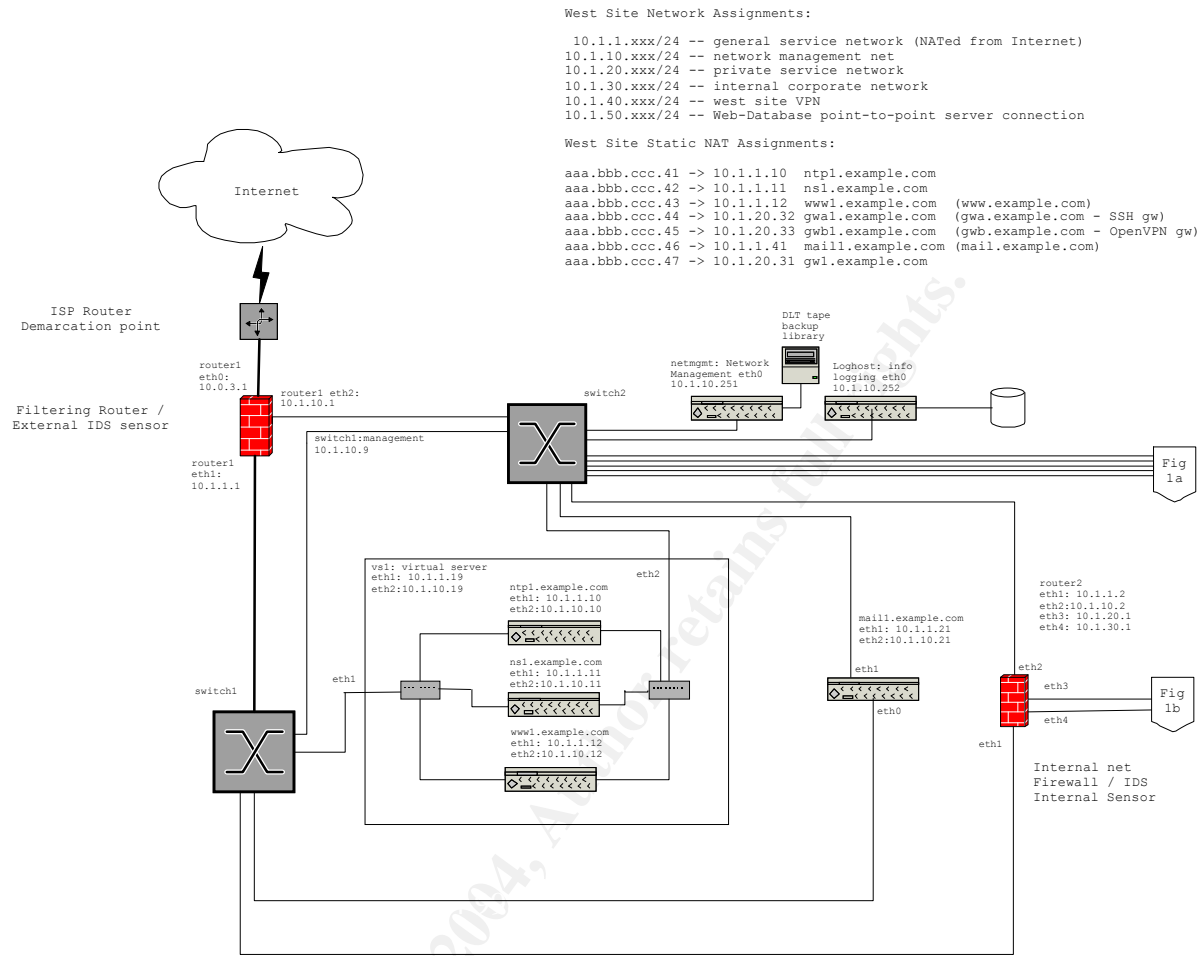 West Site Network Assignments:
10.1.1.xxx/24 -- general service network (NATed from Internet)
10.1.10.xxx/24 -- network management net
10.1.20.xxx/24 -- private service network
10.1.30.xxx/24 -- internal corporate network
10.1.40.xxx/24 -- west site VPN
10.1.50.xxx/24 -- Web-Database point-to-point server connection
West Site Static NAT Assignments:
aaa.bbb.ccc.41 -> 10.1.1.10 ntp1.example.com
aaa.bbb.ccc.42 -> 10.1.1.11 ns1.example.com
aaa.bbb.ccc.43 -> 10.1.1.12 www1.example.com (www.example.com)
aaa.bbb.ccc.44 -> 10.1.20.32 gwa1.example.com (gwa.example.com - SSH gw)
aaa.bbb.ccc.45 -> 10.1.20.33 gwb1.example.com (gwb.example.com - OpenVPN gw)
aaa.bbb.ccc.46 -> 10.1.1.41 mail1.example.com (mail.example.com)
aaa.bbb.ccc.47 -> 10.1.20.31 gw1.example.com
Internet
ISP Router
Demarcation point
router1
eth0:
10.0.3.1
Filtering Router /
External IDS sensor
router1 eth2:
10.1.10.1
switch1:management
10.1.10.9
router1
eth1:
10.1.1.1
switch2
netmgmt: Network
Management eth0
10.1.10.251
DLT tape
backup
library
Loghost: info
logging eth0
10.1.10.252
Fig
1a
vs1: virtual server
eth1: 10.1.1.19
eth2:10.1.10.19
eth2
ntp1.example.com
eth1: 10.1.1.10
eth2:10.1.10.10
ns1.example.com
eth1: 10.1.1.11
eth2:10.1.10.11
www1.example.com
eth1: 10.1.1.12
eth2:10.1.10.12
eth1
switch1
mail1.example.com
eth1: 10.1.1.21
eth2:10.1.10.21
eth1
eth0
router2
eth1: 10.1.1.2
eth2:10.1.10.2
eth3: 10.1.20.1
eth4: 10.1.30.1
eth2
eth3
eth4
eth1
Fig
1b
Internal net
Firewall / IDS
Internal Sensor
2004, Author retains full rights.